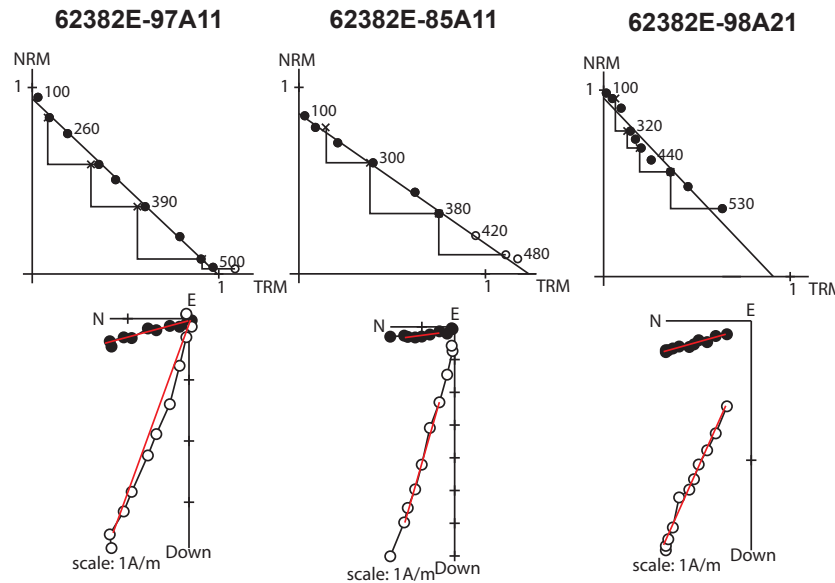 62382E-97A11
62382E-85A11
62382E-98A21
NRM
1
100
260
390
500
1
TRM
NRM
1
100
300
380
420
480
1
TRM
NRM
1
100
320
440
530
1
TRM
N
E
scale: 1A/m
Down
N
E
scale: 1A/m
Down
N
E
scale: 1A/m
Down